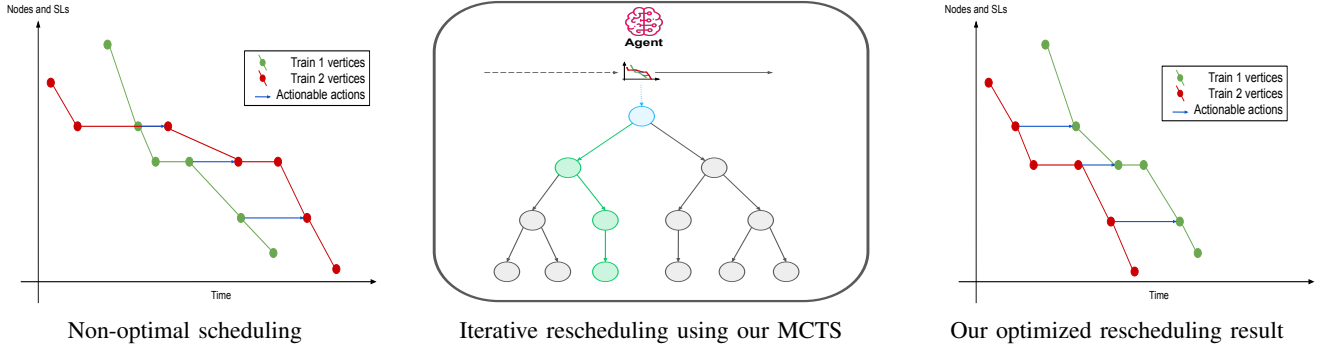 Nodes and SLs
Train 1 vertices
Train 2 vertices
Actionable actions
Time
Non-optimal scheduling
Agent
Iterative rescheduling using our MCTS
Nodes and SLs
Train 1 vertices
Train 2 vertices
Actionable actions
Time
Our optimized rescheduling result